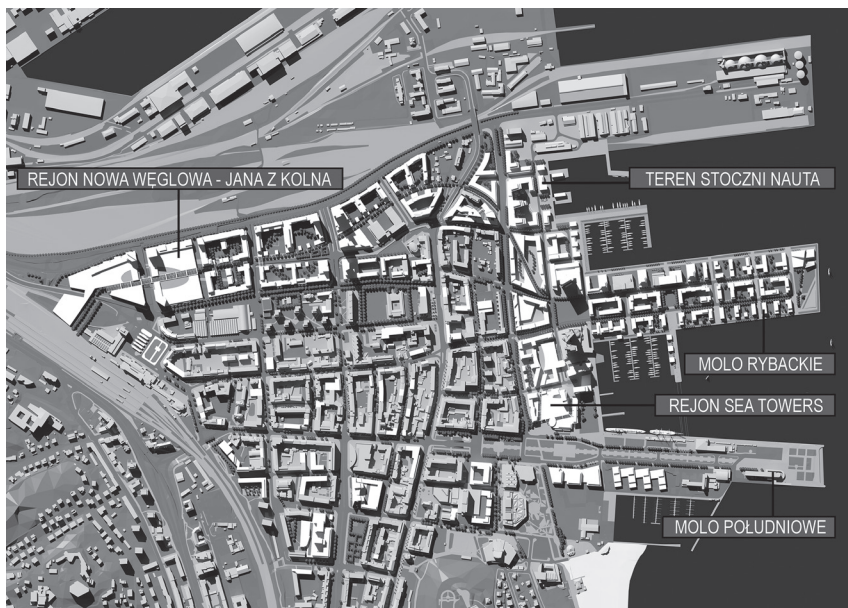 REJON NOWA WĘGLOWA - JANA Z KOLNA
TEREN STOCZNI NAUTA
MOLO RYBACKIE
REJON SEA TOWERS
MOLO POŁUDNIOWE